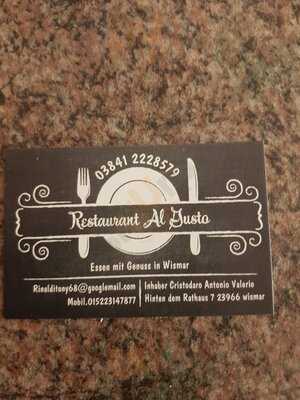 03841 2228579
Restaurant Al Gusto
Essen mit Genuss in Wismar
Rinalditony68@googlemail.com
Mobil.015223147877
Inhaber Cristodaro Antonio Valerio
Hinten dem Rathaus 7 23966 wismar